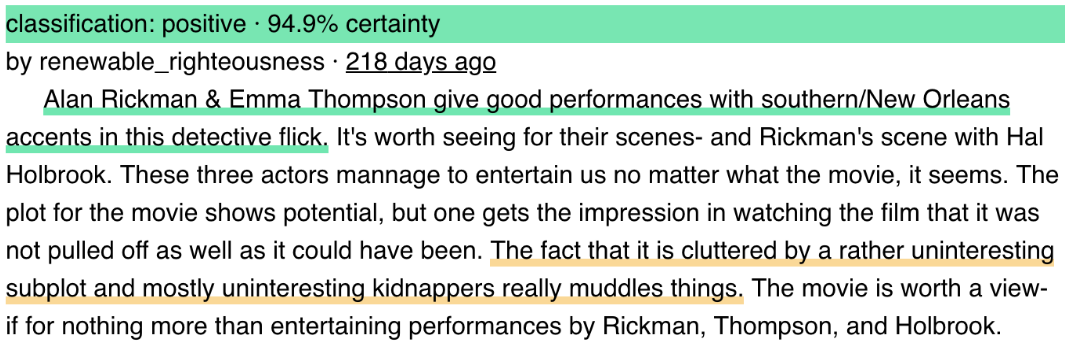 classification: positive · 94.9% certainty
by renewable_righteousness · 218 days ago
Alan Rickman & Emma Thompson give good performances with southern/New Orleans
accents in this detective flick. It's worth seeing for their scenes- and Rickman's scene with Hal
Holbrook. These three actors mannage to entertain us no matter what the movie, it seems. The
plot for the movie shows potential, but one gets the impression in watching the film that it was
not pulled off as well as it could have been. The fact that it is cluttered by a rather uninteresting
subplot and mostly uninteresting kidnappers really muddles things. The movie is worth a view-
if for nothing more than entertaining performances by Rickman, Thompson, and Holbrook.